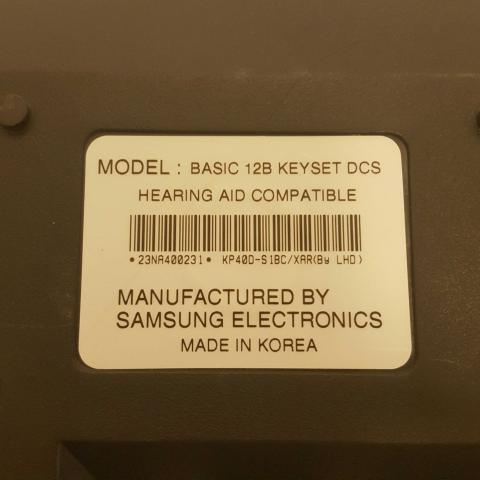 MODEL : BASIC 12B KEYSET DCS
HEARING AID COMPATIBLE
*23NA400231* KP40D-S1BC/XAR(By LHD)
MANUFACTURED BY
SAMSUNG ELECTRONICS
MADE IN KOREA